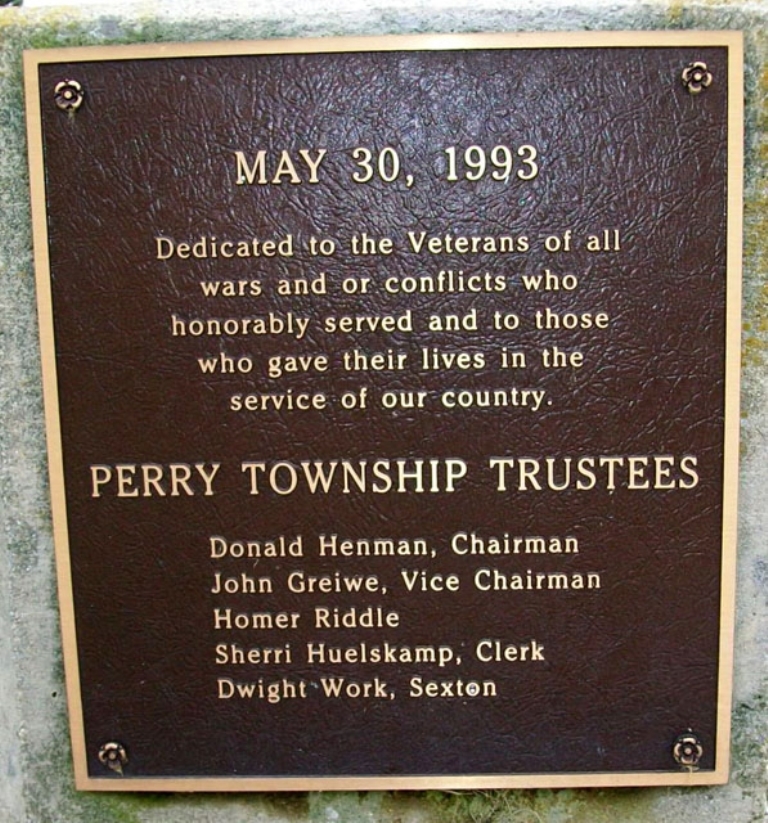 MAY 30, 1993
Dedicated to the Veterans of all
wars and or conflicts who
honorably served and to those
who gave their lives in the
service of our country.
PERRY TOWNSHIP TRUSTEES
Donald Henman, Chairman
John Greiwe, Vice Chairman
Homer Riddle
Sherri Huelskamp, Clerk
Dwight Work, Sexton